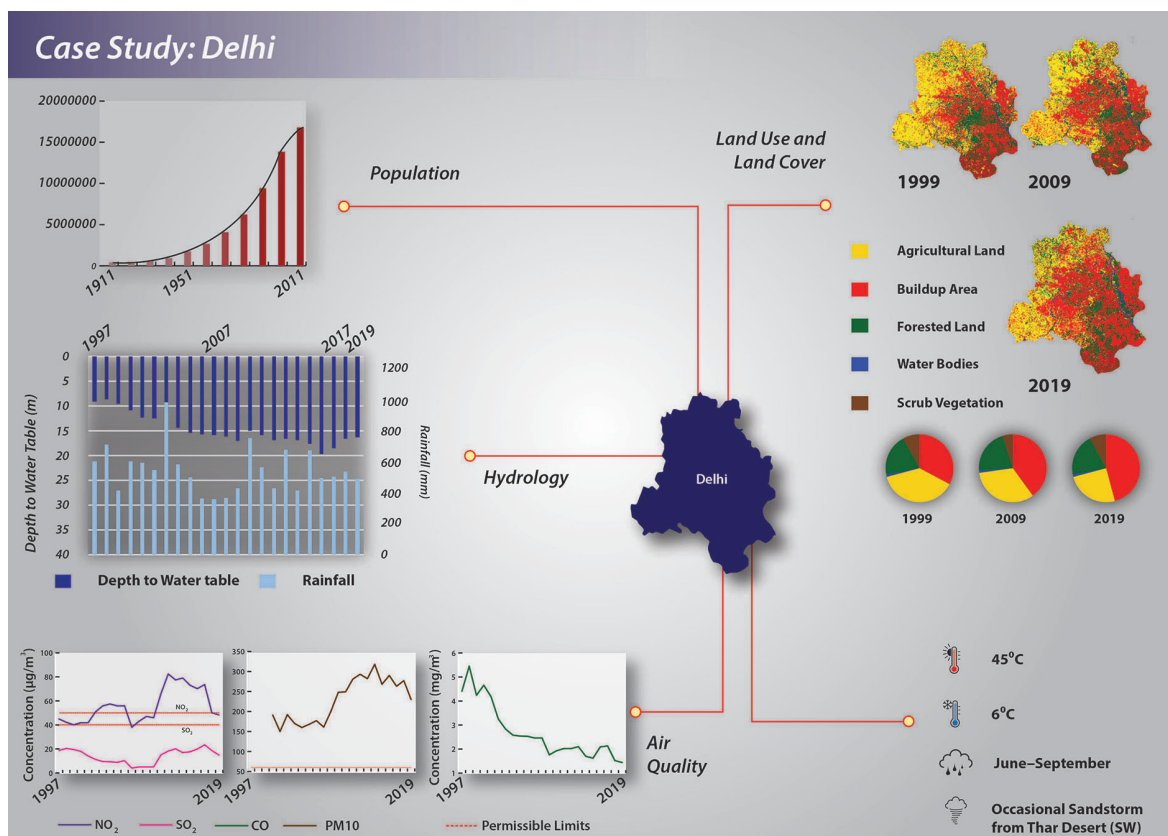 Case Study: Delhi
20000000
15000000
10000000
5000000
0
1911
1951
2011
Population
Land Use and
Land Cover
1999
2009
Agricultural Land
Buildup Area
Forested Land
Water Bodies
Scrub Vegetation
2019
1999
2009
2019
1997
2007
2017
2019
0
5
10
15
20
25
30
35
40
Depth to Water Table (m)
1200
1000
800
600
400
200
0
Rainfall
(mm)
Depth to Water table
Rainfall
Hydrology
Delhi
Concentration (µg/m³)
100
80
60
40
20
0
NO₂
SO₂
1997
2019
350
300
250
200
150
100
50
1997
2019
Concentration (mg/m³)
6
5
4
3
2
1
1997
2019
NO₂
SO₂
CO
PM10
Permissible Limits
Air
Quality
45⁰C
6⁰C
June–September
Occasional Sandstorm
from Thar Desert (SW)